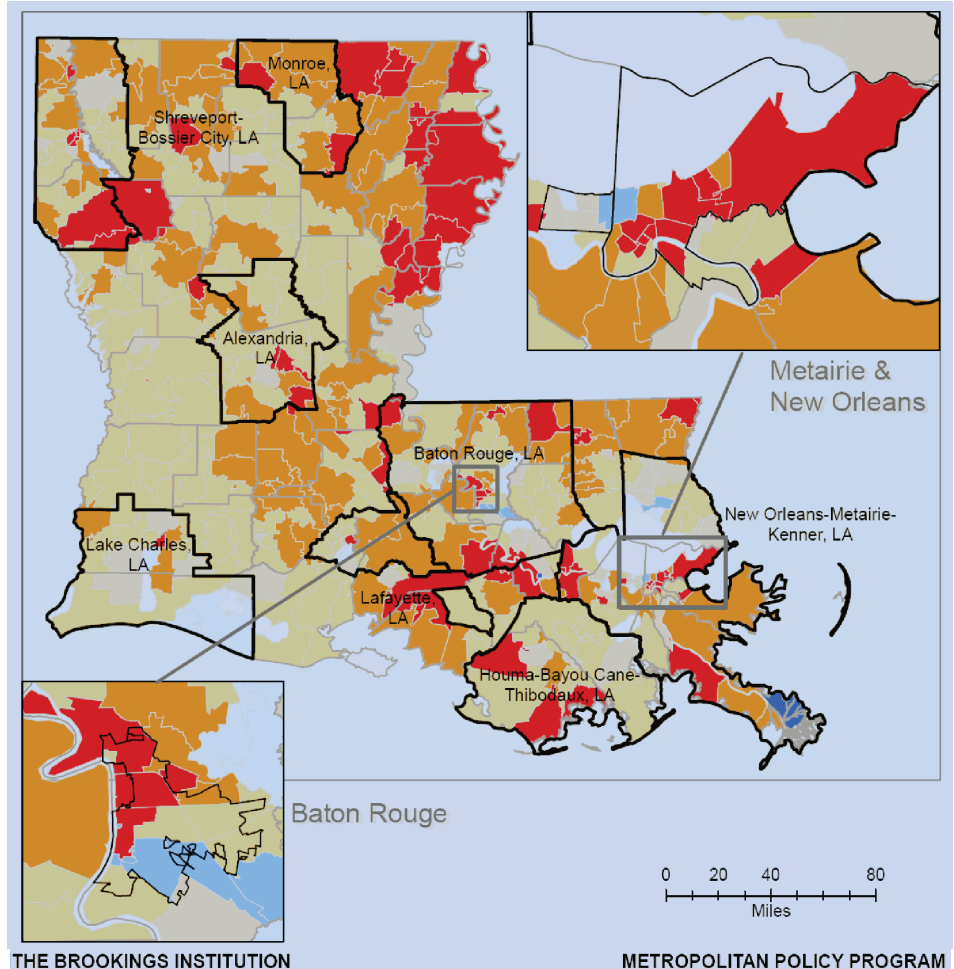 Monroe,
LA
Shreveport-
Bossier City, LA
Alexandria,
LA
Metairie &
New Orleans
Baton Rouge, LA
New Orleans-Metairie-
Kenner, LA
Lake Charles,
LA
Lafayette,
LA
Houma-Bayou Cane-
Thibodaux, LA
Baton Rouge
0 20 40 80
Miles
THE BROOKINGS INSTITUTION
METROPOLITAN POLICY PROGRAM